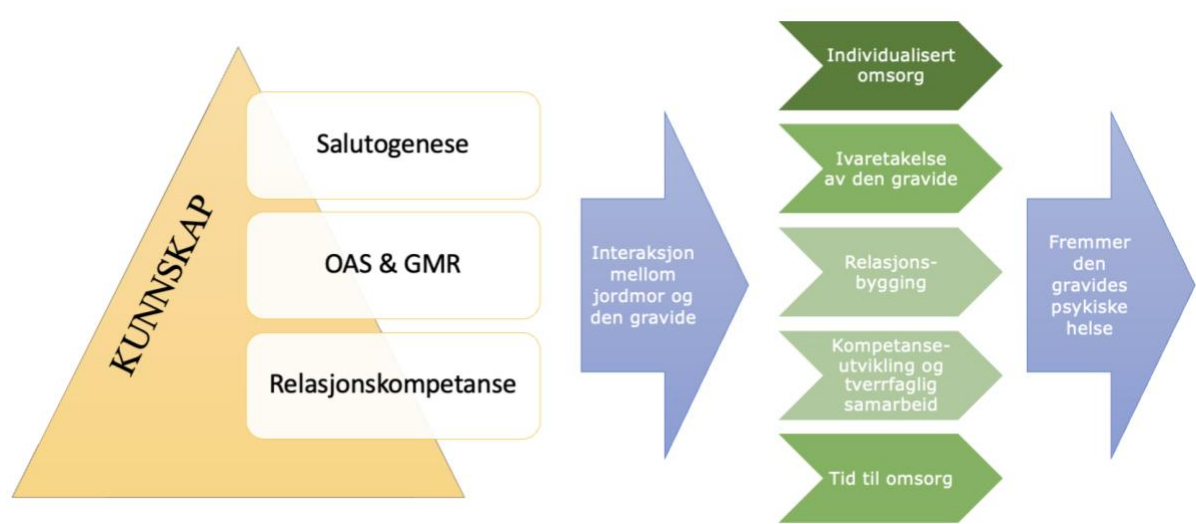 KUNNSKAP
Salutogenese
OAS & GMR
Relasjonskompetanse
Interaksjon
mellom
jordmor og
den gravide
Individualisert
omsorg
Ivaretakelse
av den gravide
Relasjons-
bygging
Kompetanse-
utvikling og
tverrfaglig
samarbeid
Tid til omsorg
Fremmer
den
gravides
psykiske
helse